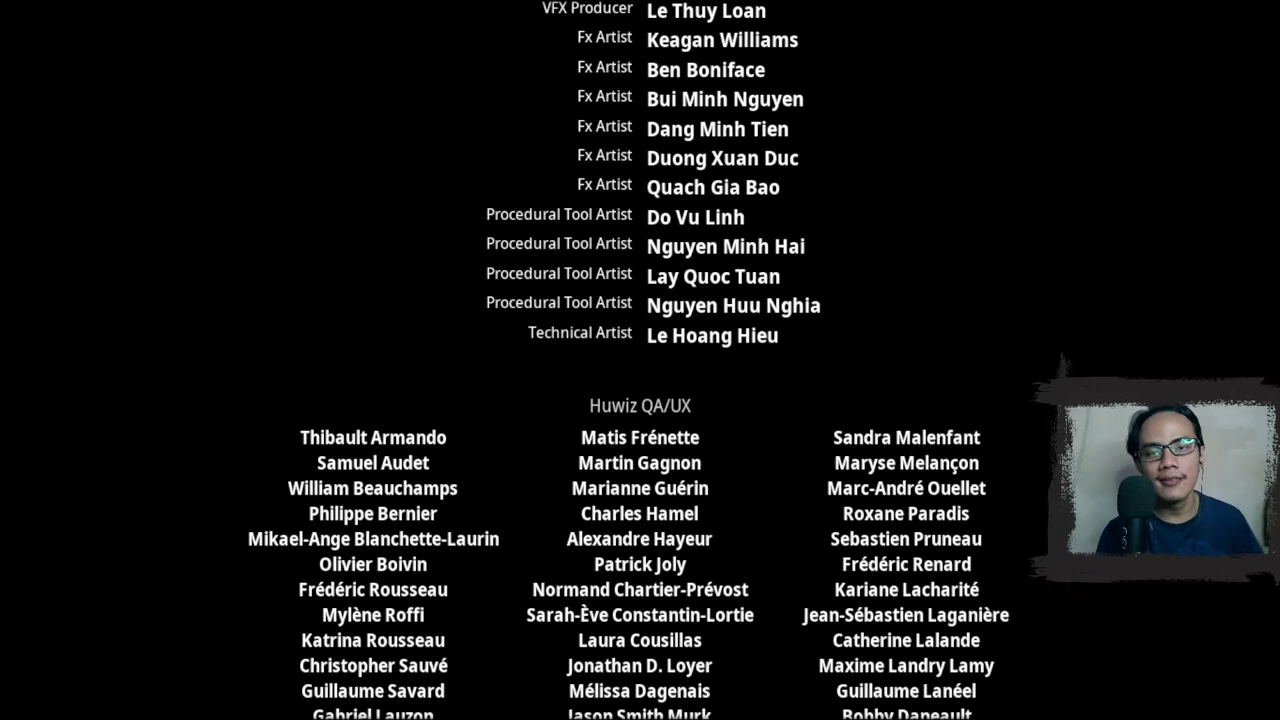 VFX Producer Le Thuy Loan
Fx Artist Keagan Williams
Fx Artist Ben Boniface
Fx Artist Bui Minh Nguyen
Fx Artist Dang Minh Tien
Fx Artist Duong Xuan Duc
Fx Artist Quach Gia Bao
Procedural Tool Artist Do Vu Linh
Procedural Tool Artist Nguyen Minh Hai
Procedural Tool Artist Lay Quoc Tuan
Procedural Tool Artist Nguyen Huu Nghia
Technical Artist Le Hoang Hieu
Huwiz QA/UX
Thibault Armando Matis Frénette Sandra Malenfant
Samuel Audet Martin Gagnon Maryse Melançon
William Beauchamps Marianne Guérin Marc-André Ouellet
Philippe Bernier Charles Hamel Roxane Paradis
Mikael-Ange Blanchette-Laurin Alexandre Hayeur Sebastien Pruneau
Olivier Boivin Patrick Joly Frédéric Renard
Frédéric Rousseau Normand Chartier-Prévost Kariane Lacharité
Mylène Roffi Sarah-Ève Constantin-Lortie Jean-Sébastien Laganière
Katrina Rousseau Laura Cousillas Catherine Lalande
Christopher Sauvé Jonathan D. Loyer Maxime Landry Lamy
Guillaume Savard Mélissa Dagenais Guillaume Lanéel
Gabriel Lauzon Jason Smith Murk Bobby Daneault